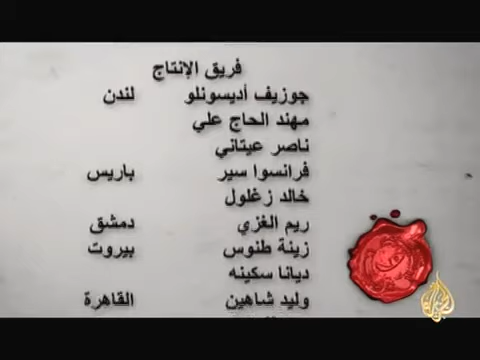 فريق الإنتاج
جوزيف أديسونلو لندن
مهند الحاج علي
ناصر عيتاني
فرانسوا سير باريس
خالد زغلول
ريم الغزي دمشق
زينة طنوس بيروت
ديانا سكينه
وليد شاهين القاهرة